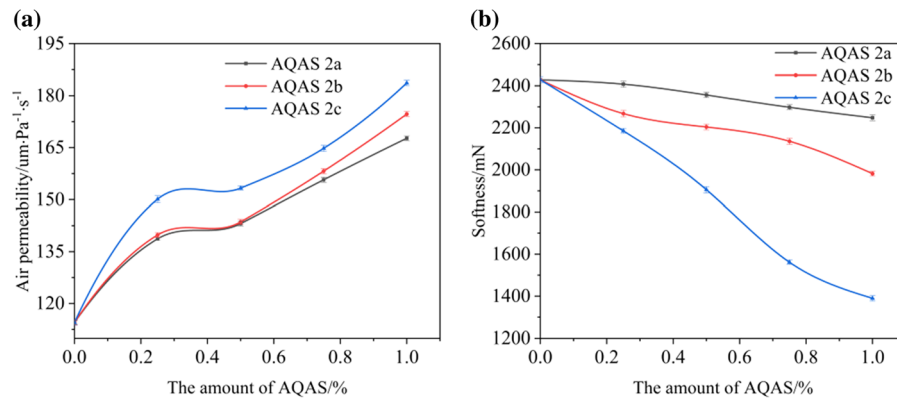 (a)
195
180
165
150
135
120
Air permeability/um·Pa⁻¹·s⁻¹
AQAS 2a
AQAS 2b
AQAS 2c
0.0 0.2 0.4 0.6 0.8 1.0
The amount of AQAS/%
(b)
2600
2400
2200
2000
1800
1600
1400
1200
Softness/mN
AQAS 2a
AQAS 2b
AQAS 2c
0.0 0.2 0.4 0.6 0.8 1.0
The amount of AQAS/%